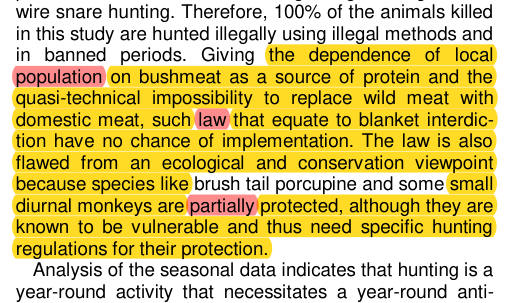 wire snare hunting. Therefore, 100% of the animals killed
in this study are hunted illegally using illegal methods and
in banned periods. Giving the dependence of local
population on bushmeat as a source of protein and the
quasi-technical impossibility to replace wild meat with
domestic meat, such law that equate to blanket interdic-
tion have no chance of implementation. The law is also
flawed from an ecological and conservation viewpoint
because species like brush tail porcupine and some small
diurnal monkeys are partially protected, although they are
known to be vulnerable and thus need specific hunting
regulations for their protection.
Analysis of the seasonal data indicates that hunting is a
year-round activity that necessitates a year-round anti-